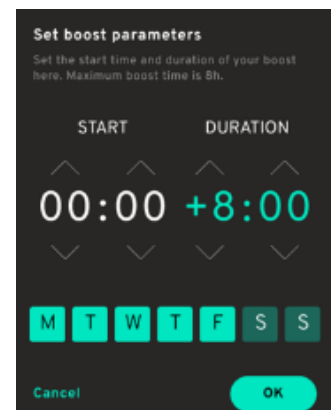 Set boost parameters
Set the start time and duration of your boost
here. Maximum boost time is 8h.
START DURATION
00:00 +8:00
M T W T F S S
Cancel OK